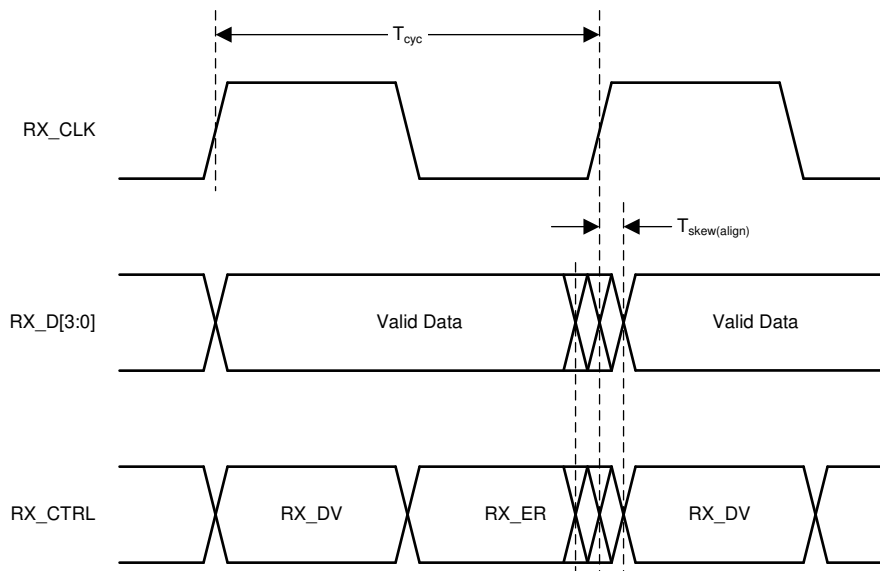 T_cyc
RX_CLK
T_skew(align)
RX_D[3:0] Valid Data Valid Data
RX_CTRL RX_DV RX_ER RX_DV